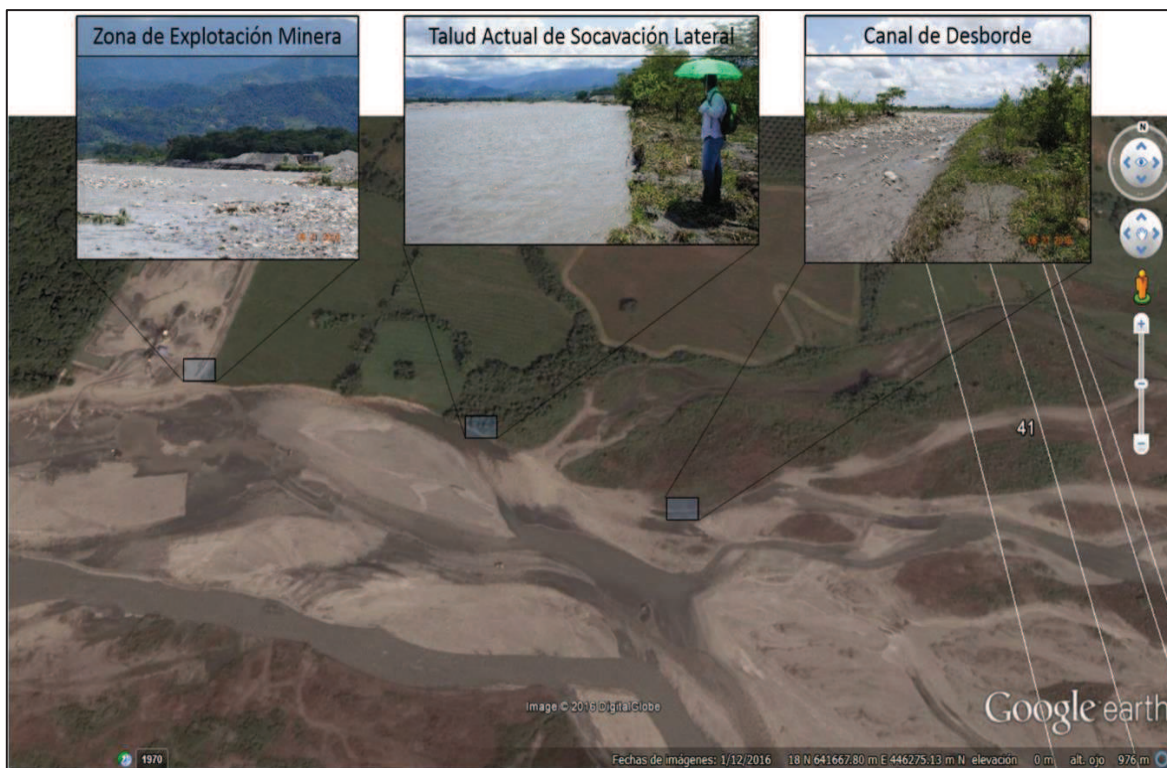 Zona de Explotación Minera
Talud Actual de Socavación Lateral
Canal de Desborde
N
41
Image © 2016 DigitalGlobe
Google earth
1970
Fechas de imágenes: 1/12/2016 18 N 641667.80 m E 446275.13 m N elevación 0 m alt. ojo 976 m